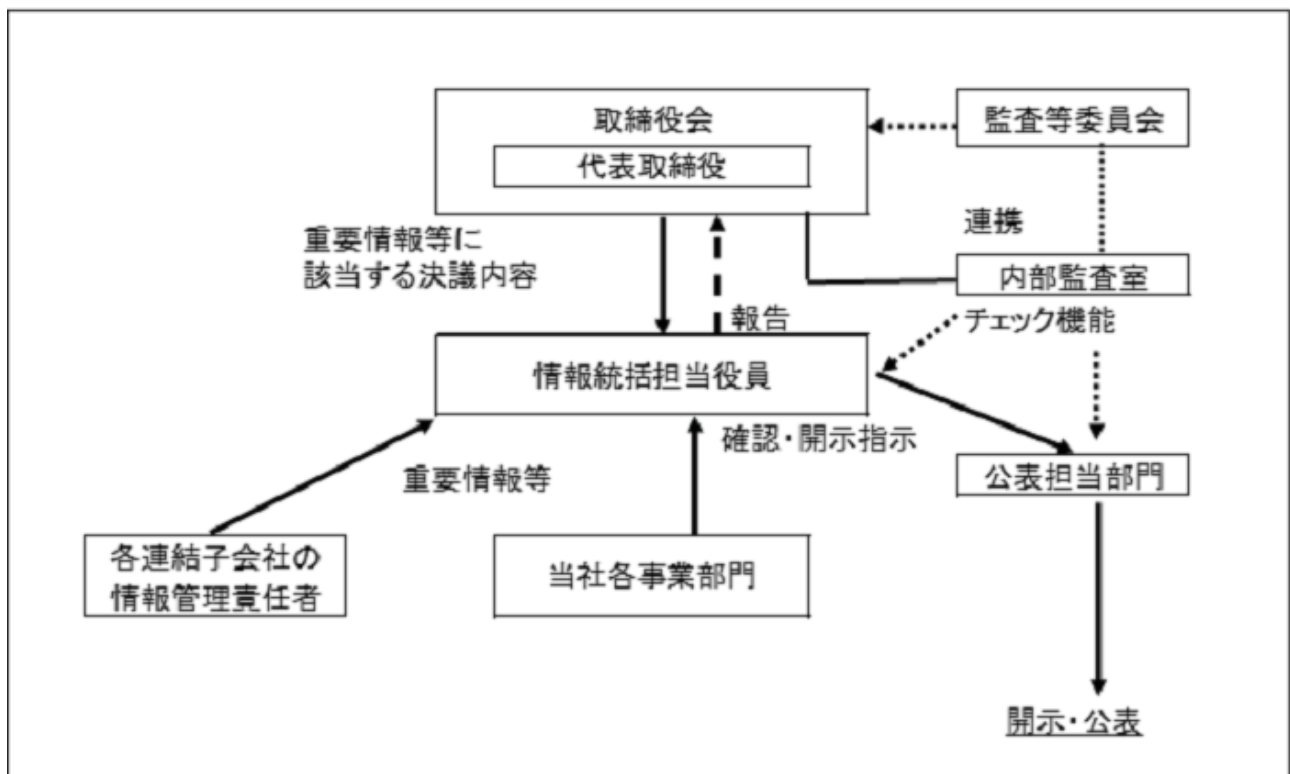 取締役会
代表取締役
監査等委員会
重要情報等に
該当する決議内容
連携
内部監査室
報告
チェック機能
情報統括担当役員
確認・開示指示
重要情報等
公表担当部門
各連結子会社の
情報管理責任者
当社各事業部門
開示・公表